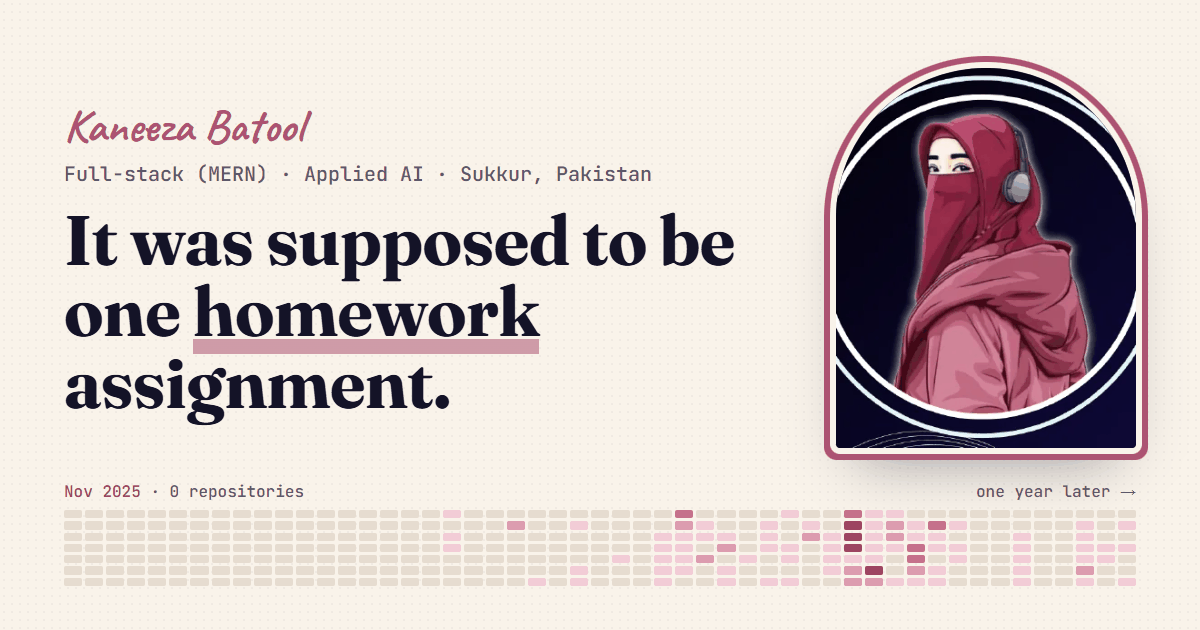 Kaneeza Batool
Full-stack (MERN) · Applied AI · Sukkur, Pakistan
It was supposed to be
one homework
assignment.
Nov 2025 · 0 repositories
one year later →